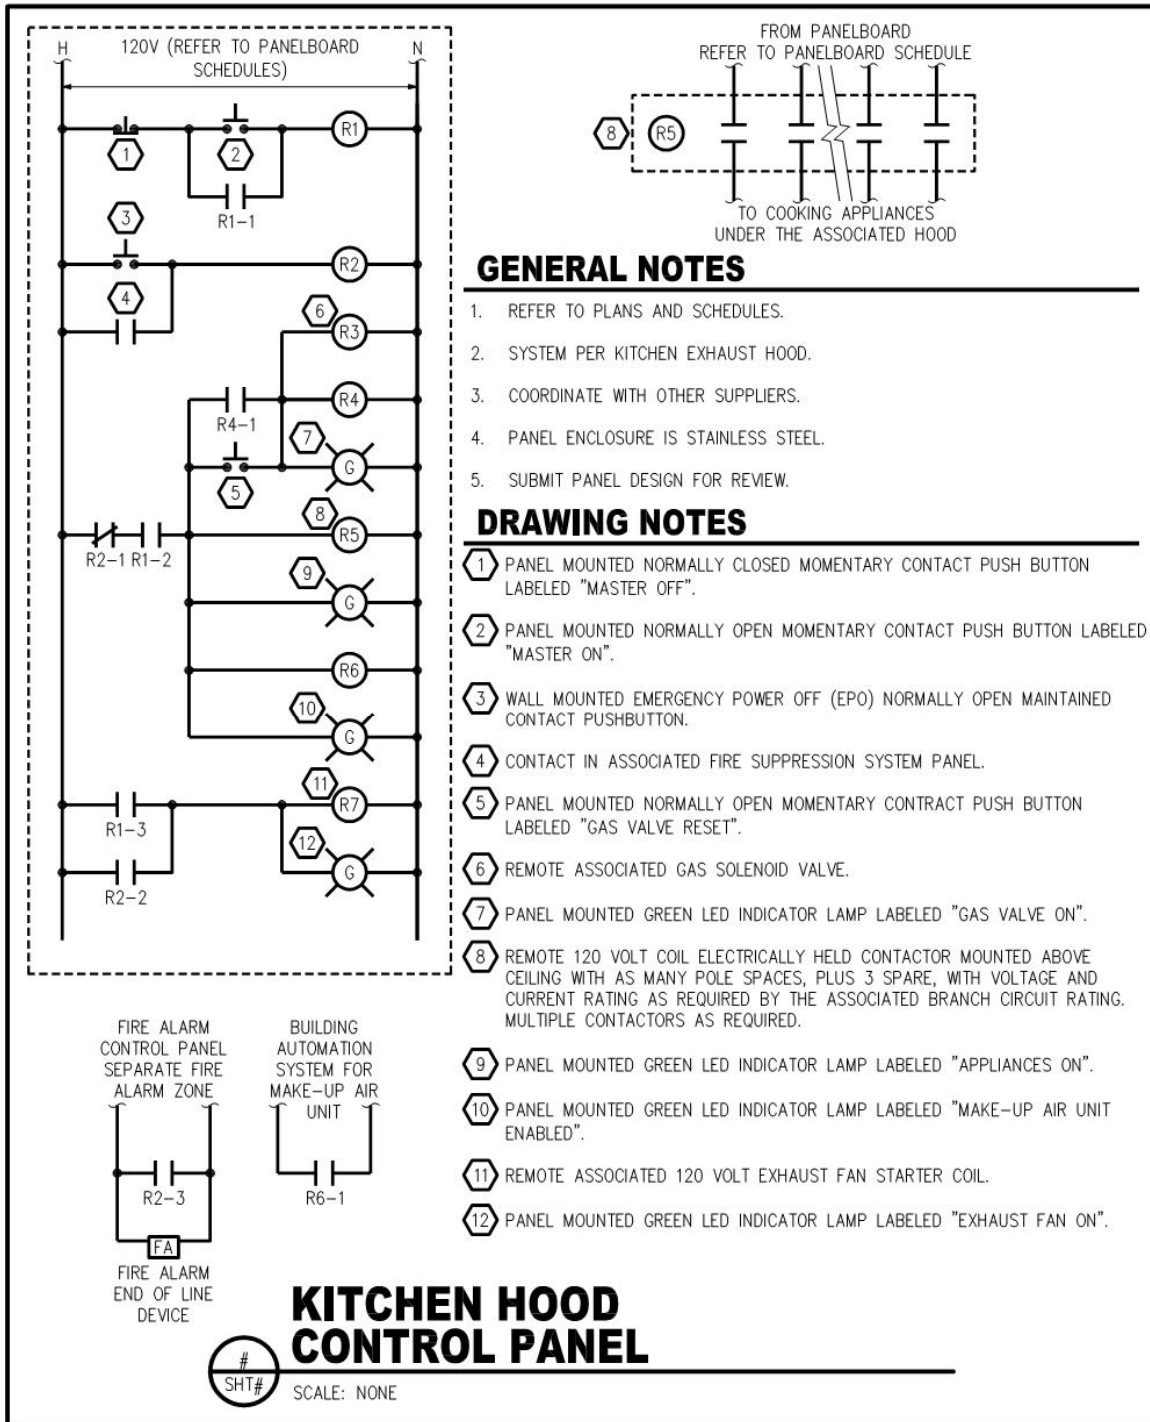 H
120V (REFER TO PANELBOARD
SCHEDULES)
N
1
2
R1
R1-1
3
R2
4
6
R3
R4-1
R4
7
5
G
8
R2-1 R1-2
R5
9
G
R6
10
G
11
R1-3
R7
12
R2-2
G
FIRE ALARM
CONTROL PANEL
SEPARATE FIRE
ALARM ZONE
R2-3
FA
FIRE ALARM
END OF LINE
DEVICE
BUILDING
AUTOMATION
SYSTEM FOR
MAKE-UP AIR
UNIT
R6-1
FROM PANELBOARD
REFER TO PANELBOARD SCHEDULE
8 R5
TO COOKING APPLIANCES
UNDER THE ASSOCIATED HOOD
GENERAL NOTES
1. REFER TO PLANS AND SCHEDULES.
2. SYSTEM PER KITCHEN EXHAUST HOOD.
3. COORDINATE WITH OTHER SUPPLIERS.
4. PANEL ENCLOSURE IS STAINLESS STEEL.
5. SUBMIT PANEL DESIGN FOR REVIEW.
DRAWING NOTES
1 PANEL MOUNTED NORMALLY CLOSED MOMENTARY CONTACT PUSH BUTTON
LABELED "MASTER OFF".
2 PANEL MOUNTED NORMALLY OPEN MOMENTARY CONTACT PUSH BUTTON LABELED
"MASTER ON".
3 WALL MOUNTED EMERGENCY POWER OFF (EPO) NORMALLY OPEN MAINTAINED
CONTACT PUSHBUTTON.
4 CONTACT IN ASSOCIATED FIRE SUPPRESSION SYSTEM PANEL.
5 PANEL MOUNTED NORMALLY OPEN MOMENTARY CONTRACT PUSH BUTTON
LABELED "GAS VALVE RESET".
6 REMOTE ASSOCIATED GAS SOLENOID VALVE.
7 PANEL MOUNTED GREEN LED INDICATOR LAMP LABELED "GAS VALVE ON".
8 REMOTE 120 VOLT COIL ELECTRICALLY HELD CONTACTOR MOUNTED ABOVE
CEILING WITH AS MANY POLE SPACES, PLUS 3 SPARE, WITH VOLTAGE AND
CURRENT RATING AS REQUIRED BY THE ASSOCIATED BRANCH CIRCUIT RATING.
MULTIPLE CONTACTORS AS REQUIRED.
9 PANEL MOUNTED GREEN LED INDICATOR LAMP LABELED "APPLIANCES ON".
10 PANEL MOUNTED GREEN LED INDICATOR LAMP LABELED "MAKE-UP AIR UNIT
ENABLED".
11 REMOTE ASSOCIATED 120 VOLT EXHAUST FAN STARTER COIL.
12 PANEL MOUNTED GREEN LED INDICATOR LAMP LABELED "EXHAUST FAN ON".
KITCHEN HOOD
CONTROL PANEL
#
SHT#
SCALE: NONE